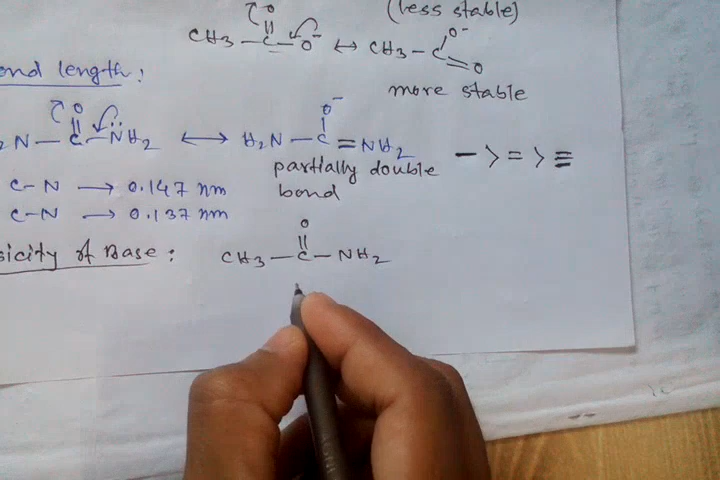 (less stable)
O O-
CH3 — C — O- ↔ CH3 — C = O
more stable
ond length:
O O-
2N — C — NH2 ↔ H2N — C = NH2
partially double bond
— > = > ≡
C-N → 0.147 nm
C-N → 0.137 nm
sicity of Base:
O
CH3 — C — NH2